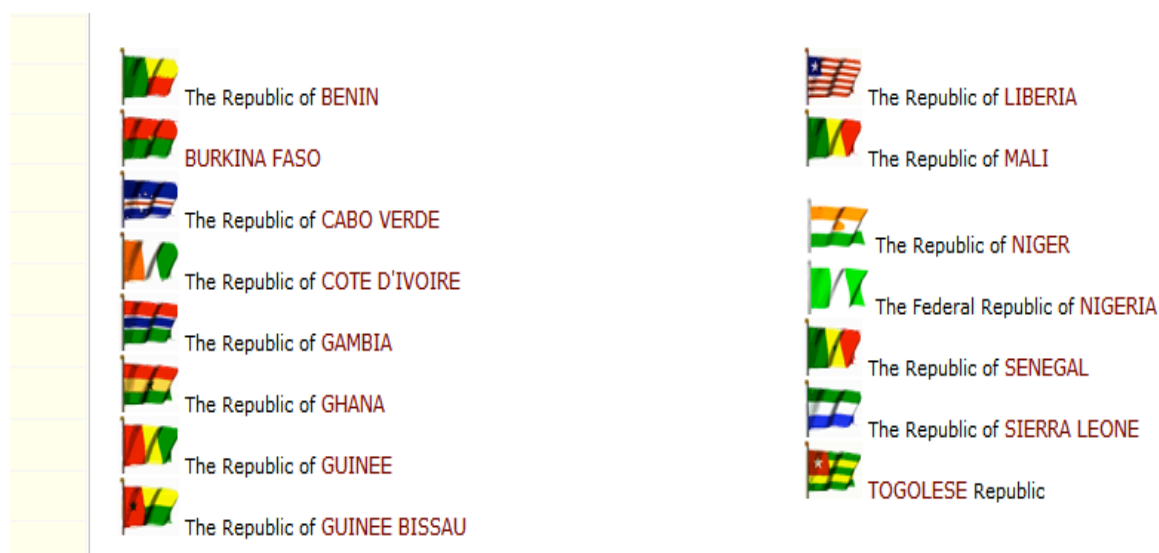 The Republic of BENIN
BURKINA FASO
The Republic of CABO VERDE
The Republic of COTE D'IVOIRE
The Republic of GAMBIA
The Republic of GHANA
The Republic of GUINEE
The Republic of GUINEE BISSAU
The Republic of LIBERIA
The Republic of MALI
The Republic of NIGER
The Federal Republic of NIGERIA
The Republic of SENEGAL
The Republic of SIERRA LEONE
TOGOLESE Republic